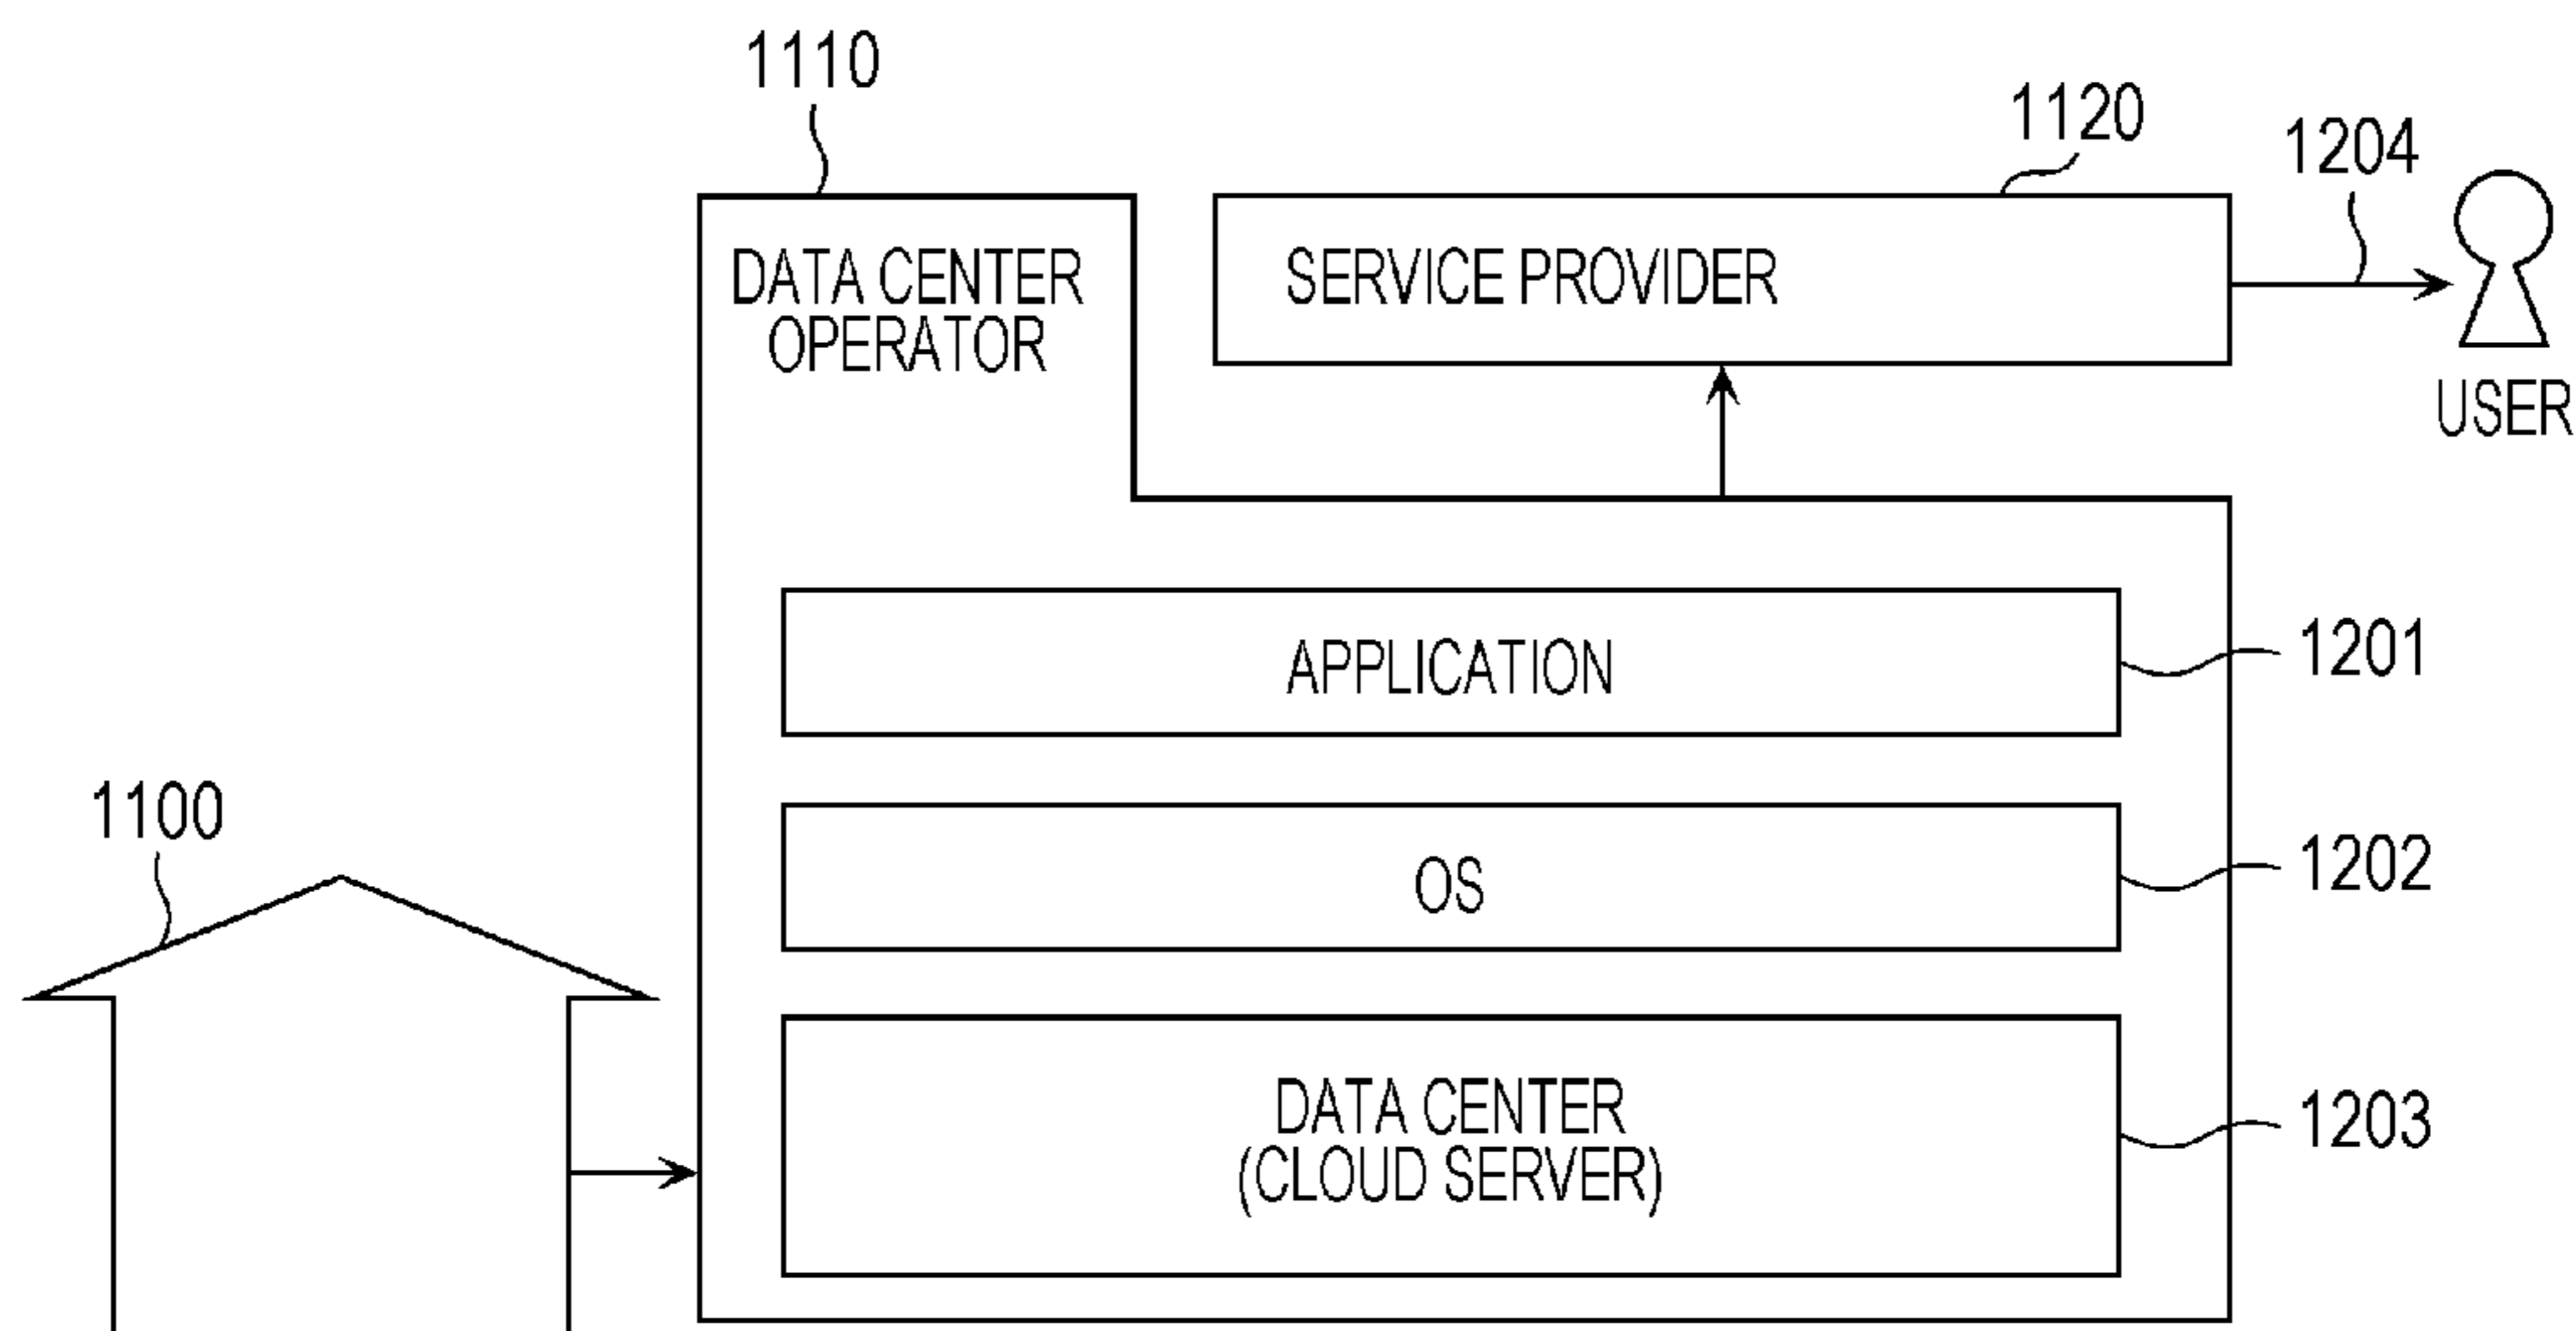 1110
1120
1204
DATA CENTER
OPERATOR
SERVICE PROVIDER
USER
APPLICATION
1201
1100
OS
1202
DATA CENTER
(CLOUD SERVER)
1203